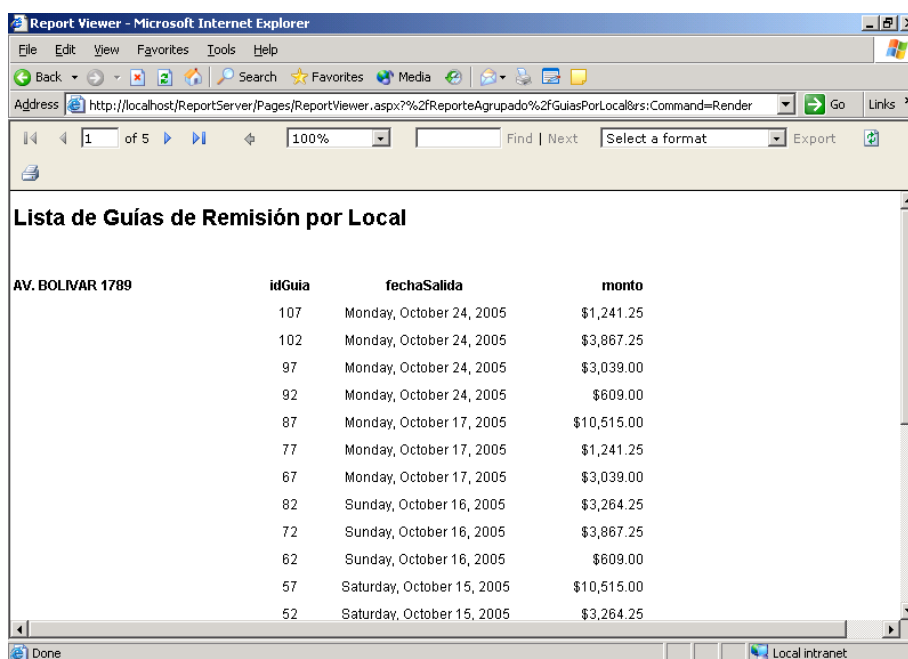 Report Viewer - Microsoft Internet Explorer
File Edit View Favorites Tools Help
Back Search Favorites Media
Address http://localhost/ReportServer/Pages/ReportViewer.aspx?%2fReporteAgrupado%2fGuiasPorLocal&rs:Command=Render Go Links
1 of 5 100% Find | Next Select a format Export
Lista de Guías de Remisión por Local
AV. BOLIVAR 1789 idGuia fechaSalida monto
107 Monday, October 24, 2005 $1,241.25
102 Monday, October 24, 2005 $3,867.25
97 Monday, October 24, 2005 $3,039.00
92 Monday, October 24, 2005 $609.00
87 Monday, October 17, 2005 $10,515.00
77 Monday, October 17, 2005 $1,241.25
67 Monday, October 17, 2005 $3,039.00
82 Sunday, October 16, 2005 $3,264.25
72 Sunday, October 16, 2005 $3,867.25
62 Sunday, October 16, 2005 $609.00
57 Saturday, October 15, 2005 $10,515.00
52 Saturday, October 15, 2005 $3,264.25
Done Local intranet